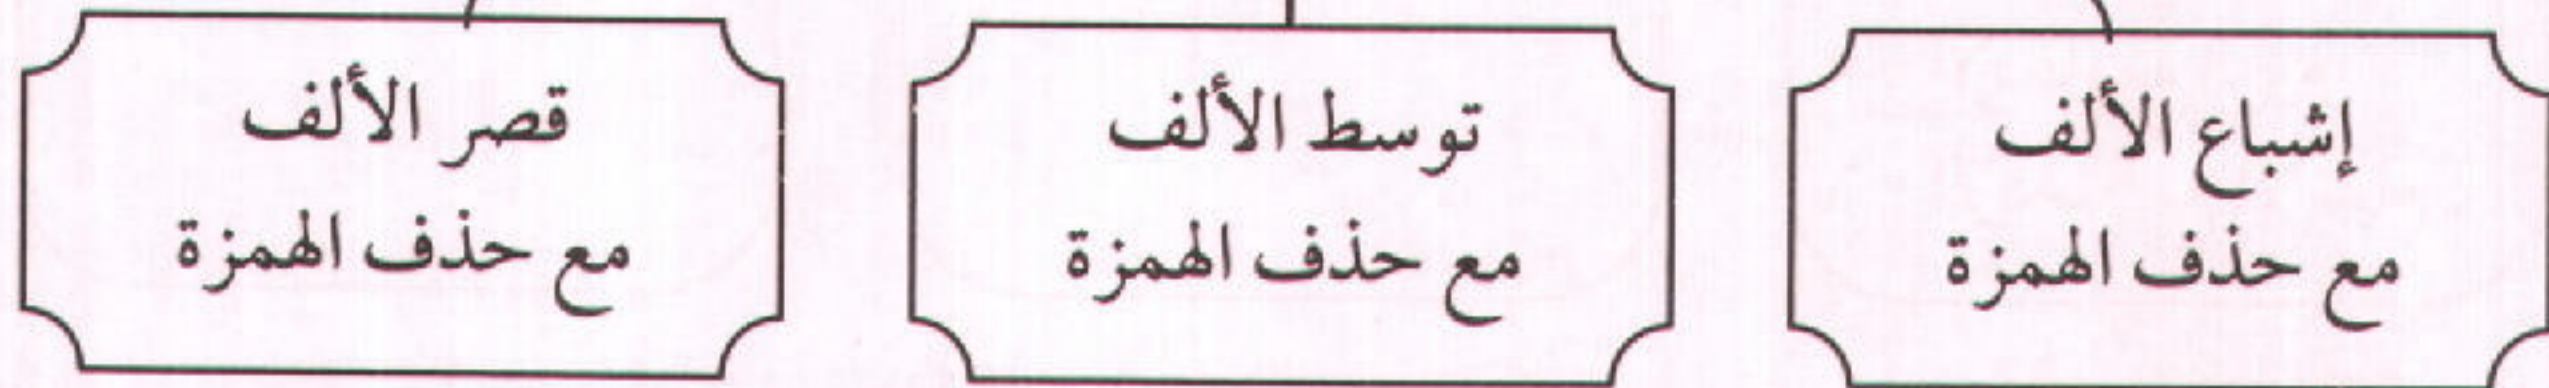 إشباع الألف
مع حذف الهمزة
توسط الألف
مع حذف الهمزة
قصر الألف
مع حذف الهمزة